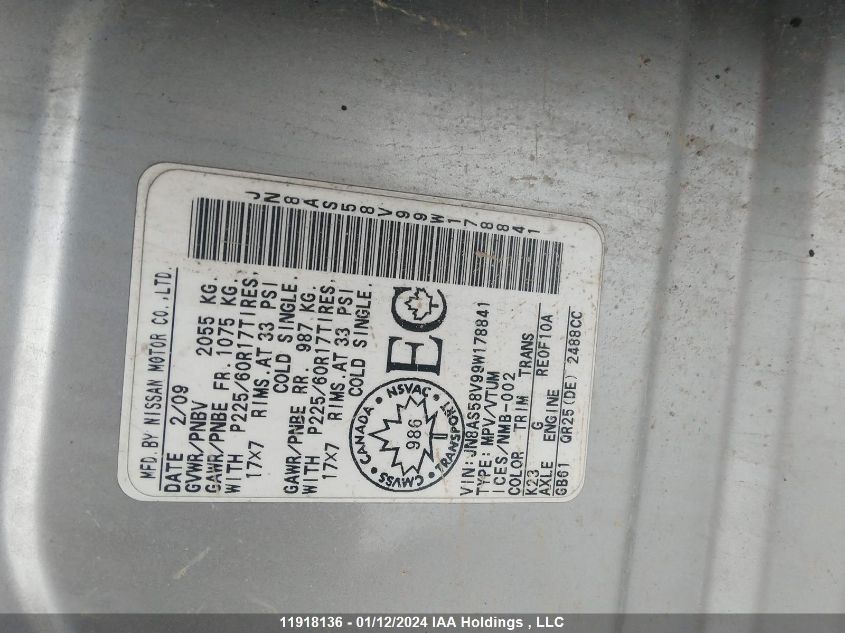 MFD.BY NISSAN MOTOR CO.,LTD.
DATE 2/09
GVWR/PNBV 2055 KG.
GAWR/PNBE FR. 1075 KG.
WITH P225/60R17TIRES,
17X7 RIMS.AT 33 PSI
COLD SINGLE.
GAWR/PNBE RR. 987 KG.
WITH P225/60R17TIRES,
17X7 RIMS.AT 33 PSI
COLD SINGLE.
CANADA
NSVAC
TRANSPORT
CMVSS
986
EC
JN8AS58V99W178841
VIN: JN8AS58V99W178841
TYPE: MPV/VTUM
ICES/NMB-002
COLOR TRIM TRANS
K23 G RE0F10A
AXLE ENGINE
GB61 QR25(DE) 2488CC
11918136 - 01/12/2024 IAA Holdings , LLC